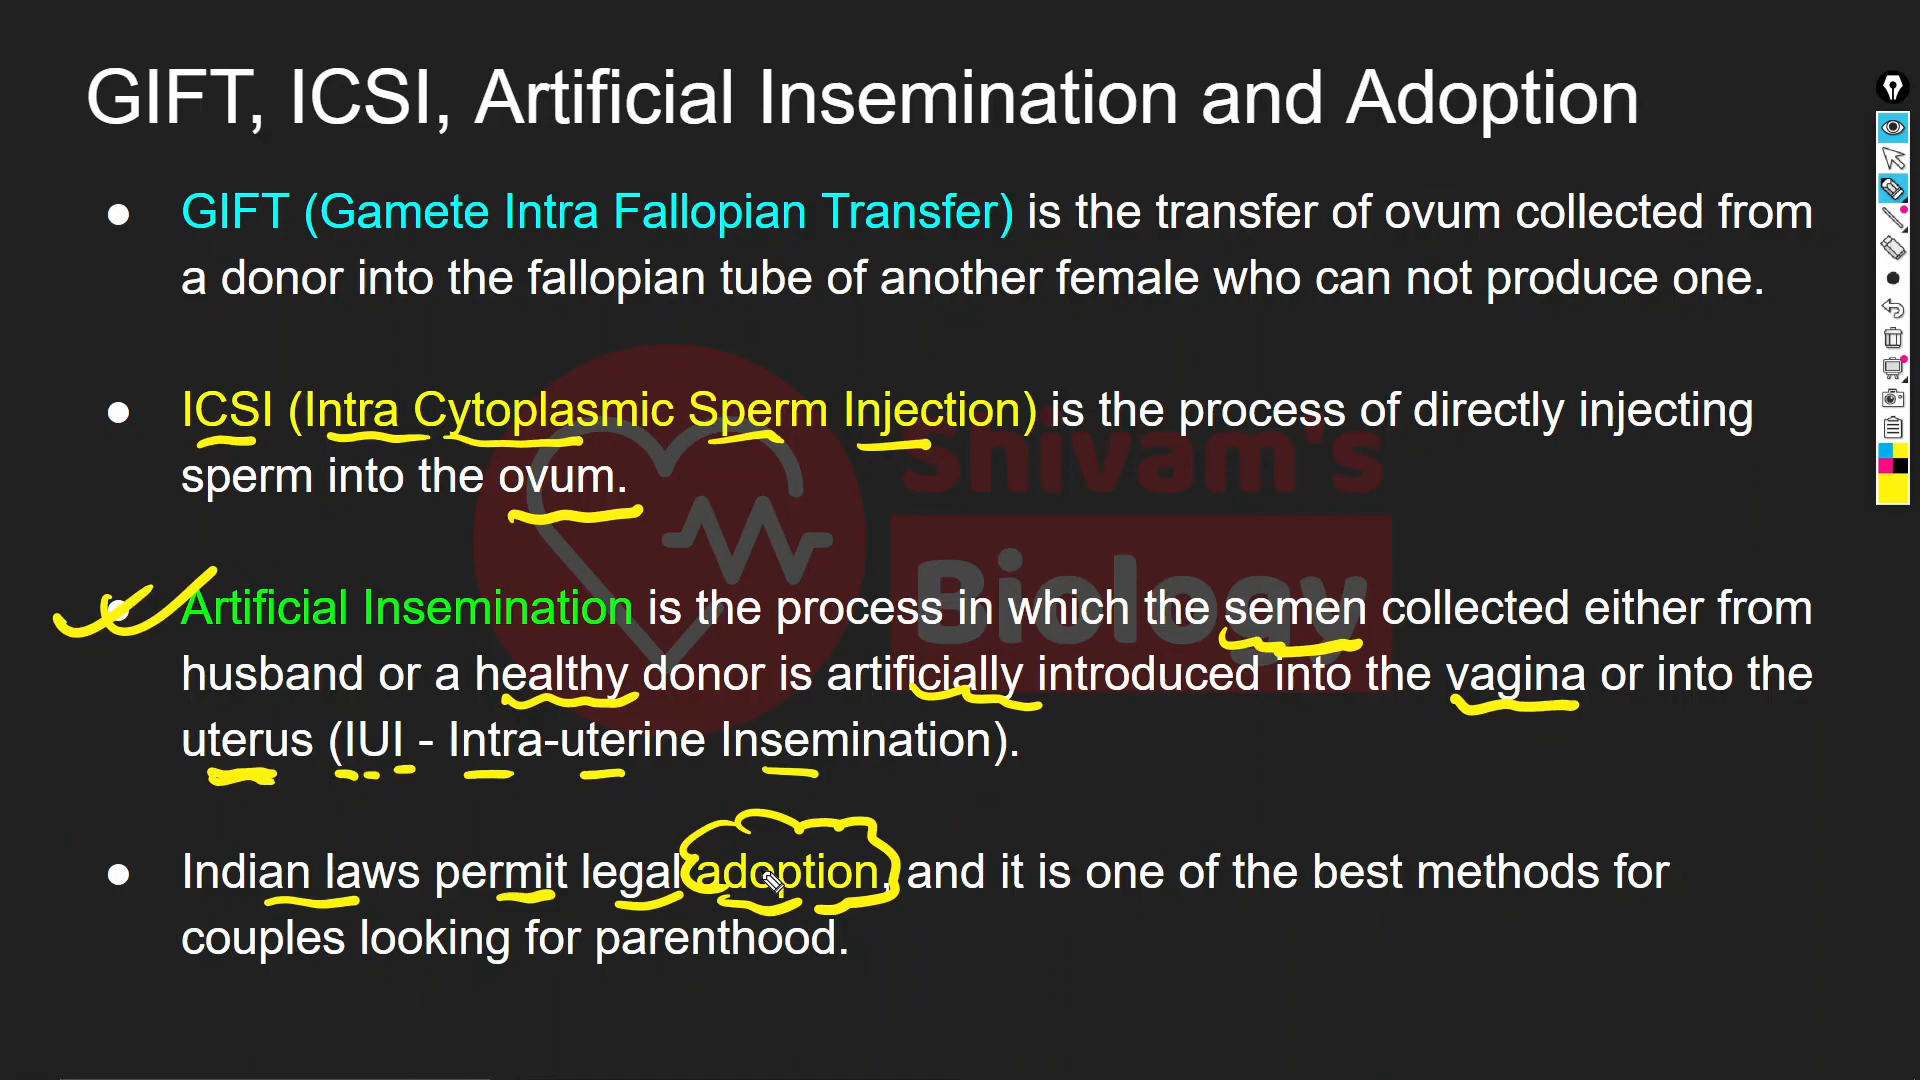 GIFT, ICSI, Artificial Insemination and Adoption
● GIFT (Gamete Intra Fallopian Transfer) is the transfer of ovum collected from
a donor into the fallopian tube of another female who can not produce one.
● ICSI (Intra Cytoplasmic Sperm Injection) is the process of directly injecting
sperm into the ovum.
● Artificial Insemination is the process in which the semen collected either from
husband or a healthy donor is artificially introduced into the vagina or into the
uterus (IUI - Intra-uterine Insemination).
● Indian laws permit legal adoption, and it is one of the best methods for
couples looking for parenthood.
Shivam's
Biology